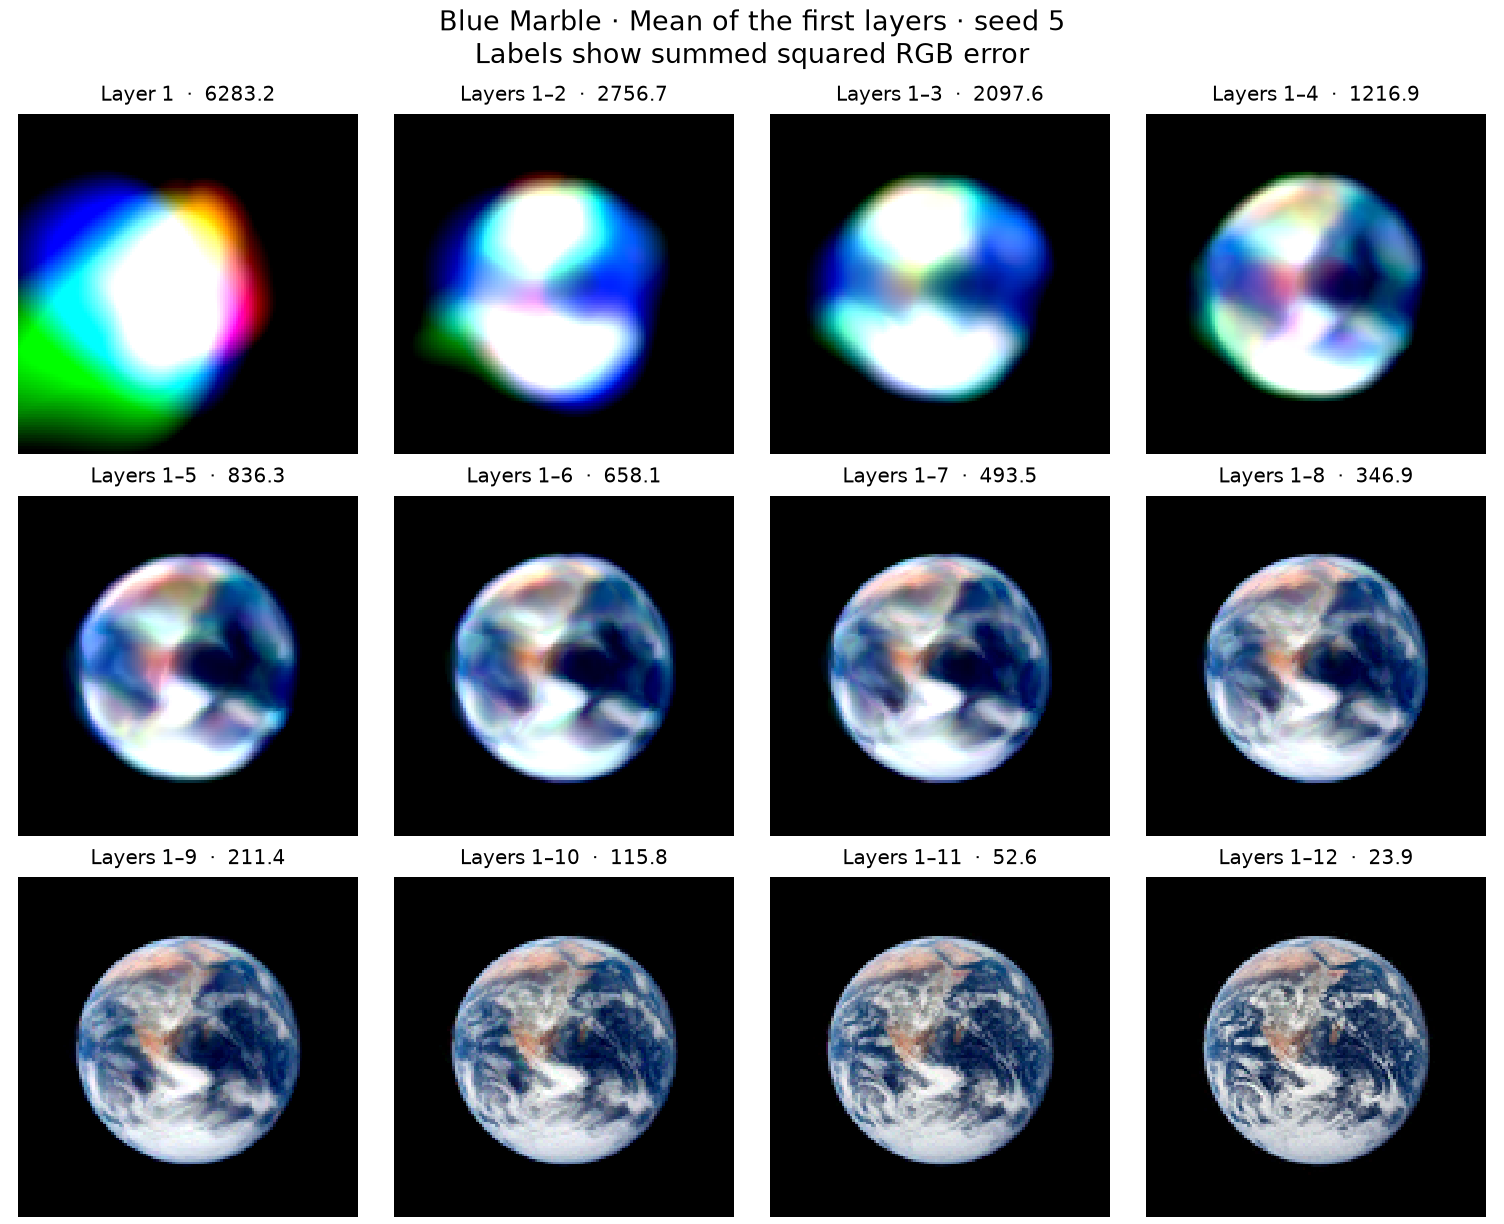 Blue Marble · Mean of the first layers · seed 5
Labels show summed squared RGB error
Layer 1 · 6283.2
Layers 1–2 · 2756.7
Layers 1–3 · 2097.6
Layers 1–4 · 1216.9
Layers 1–5 · 836.3
Layers 1–6 · 658.1
Layers 1–7 · 493.5
Layers 1–8 · 346.9
Layers 1–9 · 211.4
Layers 1–10 · 115.8
Layers 1–11 · 52.6
Layers 1–12 · 23.9